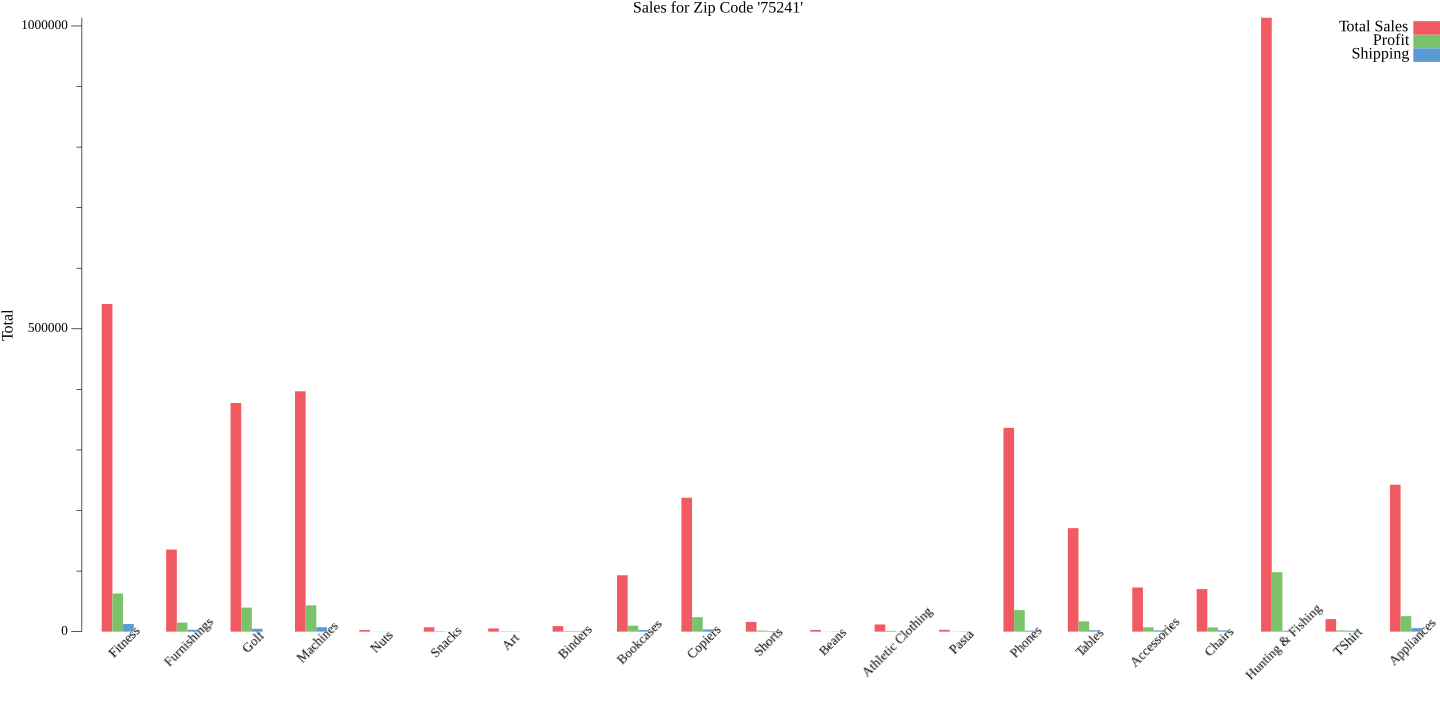 Sales for Zip Code '75241'
Total Sales
Profit
Shipping
Total
1000000
500000
0
Fitness
Furnishings
Golf
Machines
Nuts
Snacks
Art
Binders
Bookcases
Copiers
Shorts
Beans
Athletic Clothing
Pasta
Phones
Tables
Accessories
Chairs
Hunting & Fishing
TShirt
Appliances